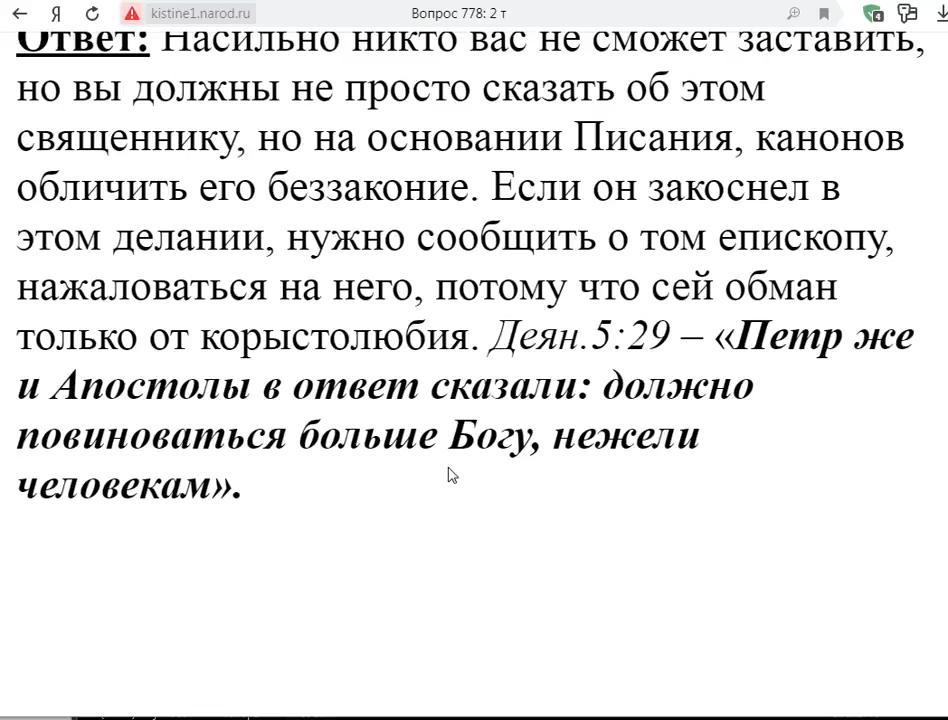 kistine1.narod.ru
Вопрос 778: 2 т
4
Ответ: Насильно никто вас не сможет заставить,
но вы должны не просто сказать об этом
священнику, но на основании Писания, канонов
обличить его беззаконие. Если он закоснел в
этом делании, нужно сообщить о том епископу,
нажаловаться на него, потому что сей обман
только от корыстолюбия. Деян.5:29 – «Петр же
и Апостолы в ответ сказали: должно
повиноваться больше Богу, нежели
человекам».